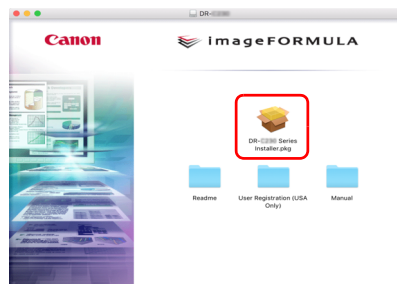 DR-
Canon
imageFORMULA
DR- Series
Installer.pkg
Readme
User Registration (USA
Only)
Manual